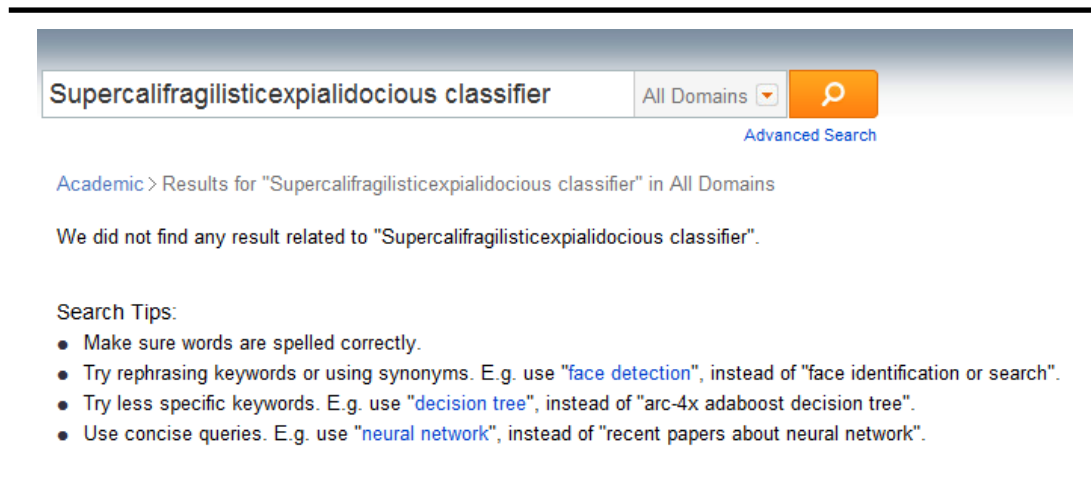 Supercalifragilisticexpialidocious classifier All Domains
Advanced Search
Academic > Results for "Supercalifragilisticexpialidocious classifier" in All Domains
We did not find any result related to "Supercalifragilisticexpialidocious classifier".
Search Tips:
● Make sure words are spelled correctly.
● Try rephrasing keywords or using synonyms. E.g. use "face detection", instead of "face identification or search".
● Try less specific keywords. E.g. use "decision tree", instead of "arc-4x adaboost decision tree".
● Use concise queries. E.g. use "neural network", instead of "recent papers about neural network".